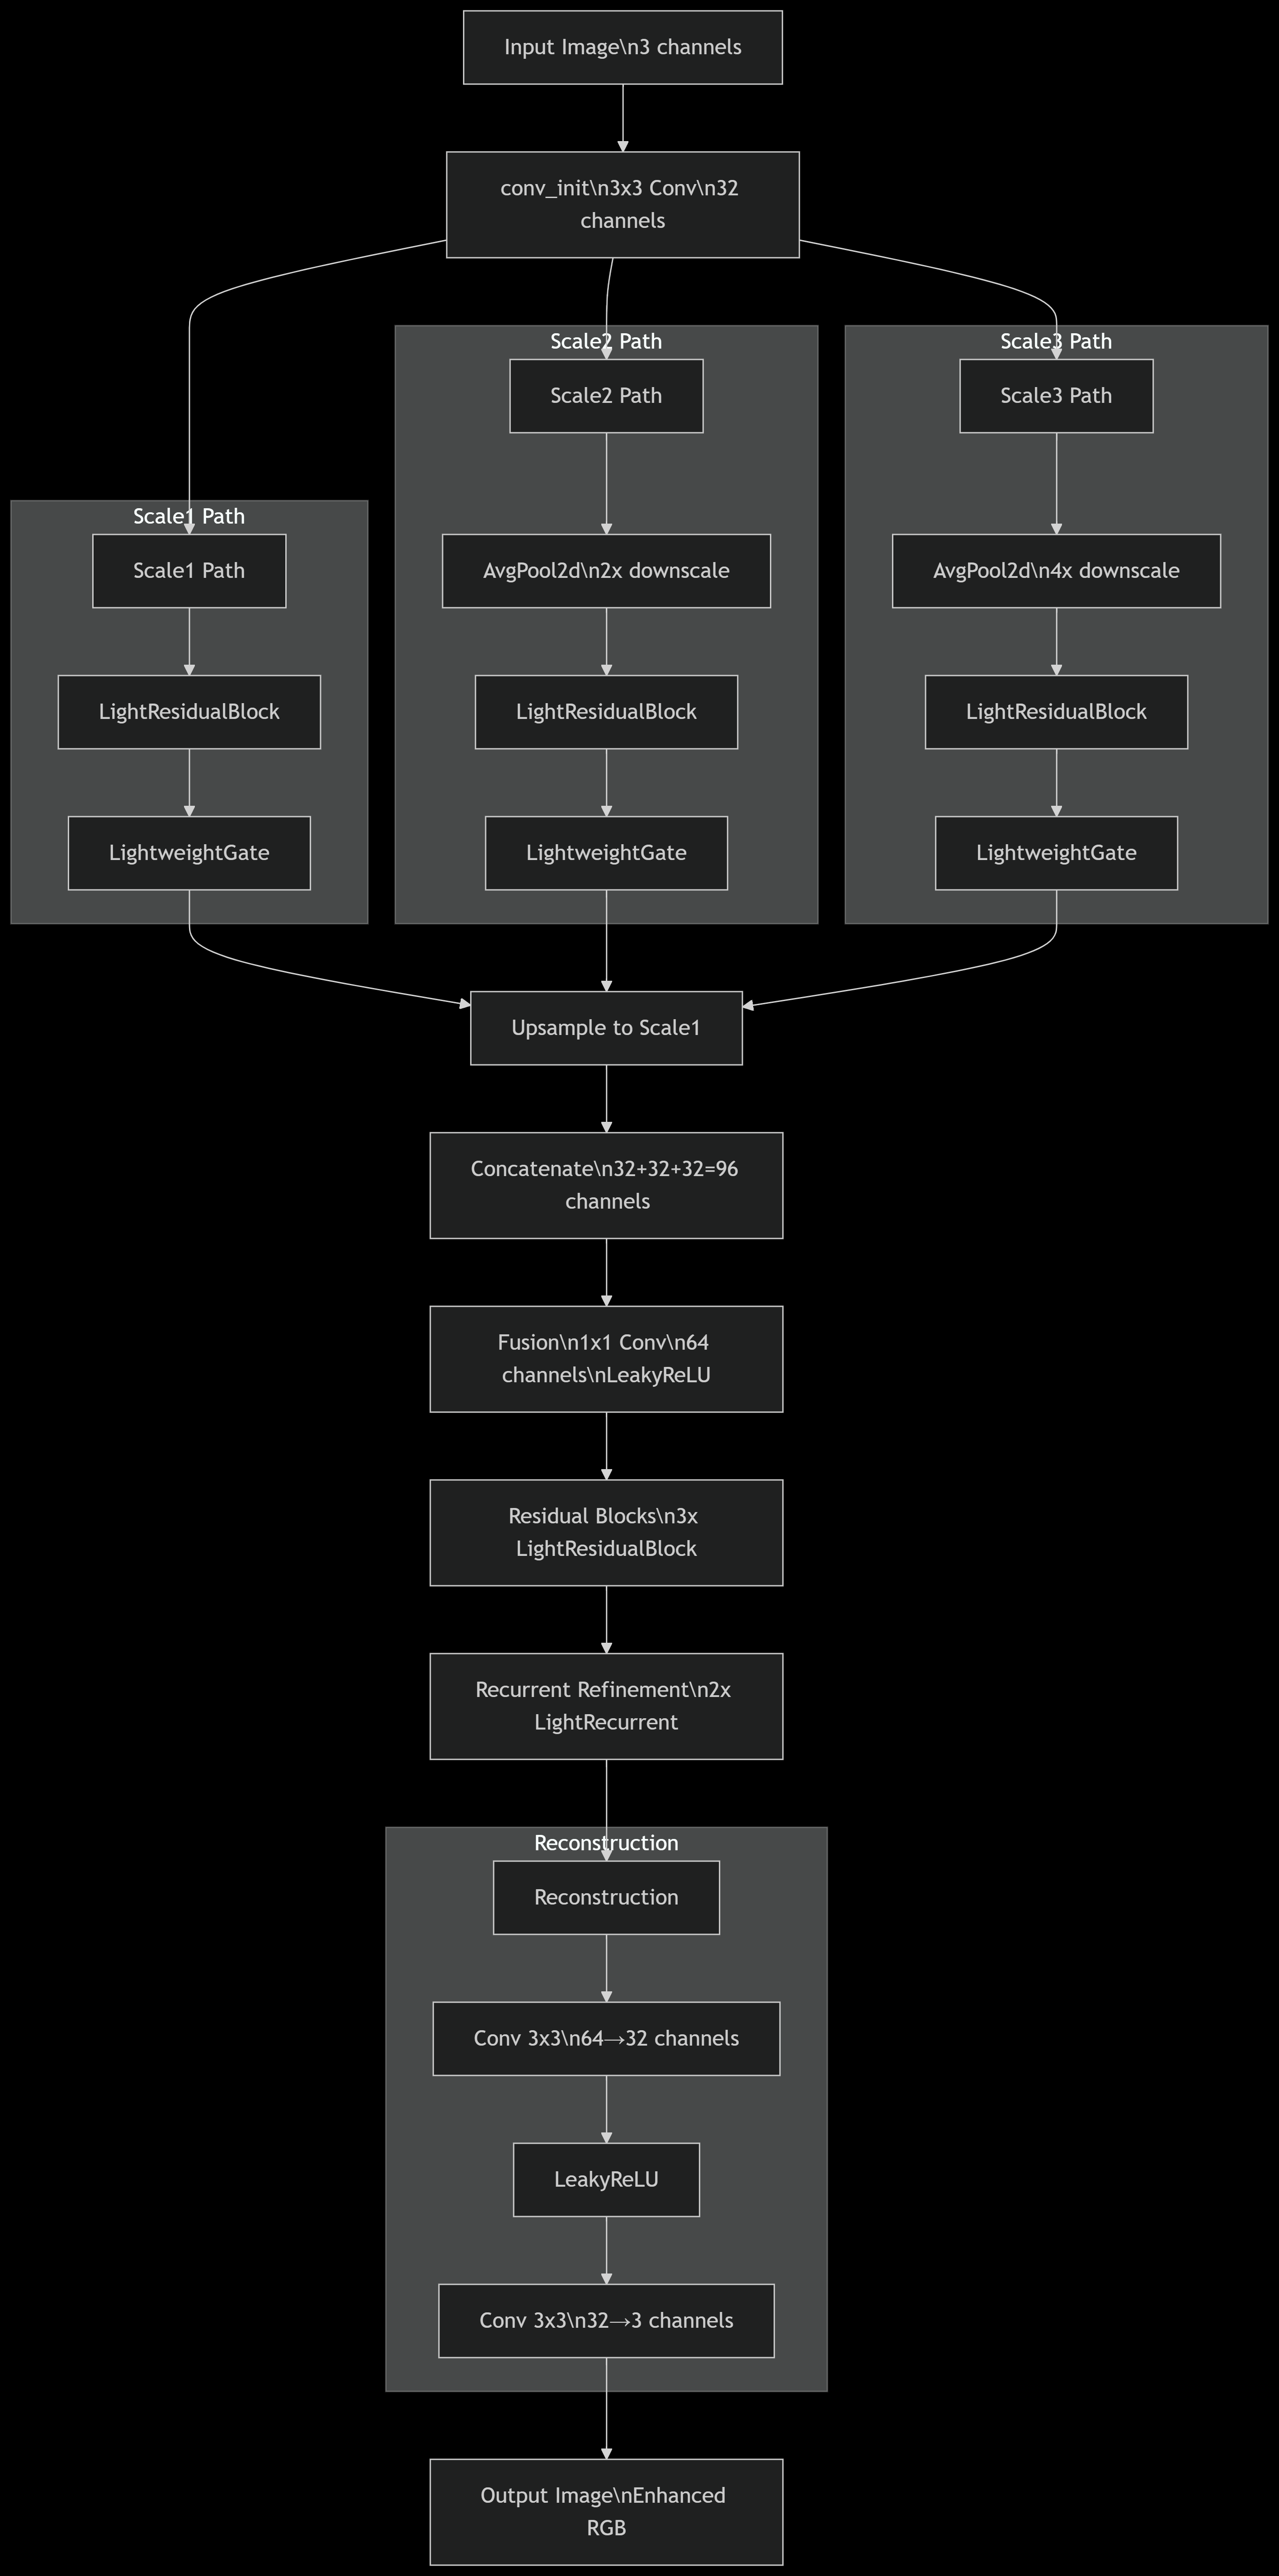 Input Image\n3 channels
conv_init\n3x3 Conv\n32
channels
Scale2 Path
Scale3 Path
Scale2 Path
Scale3 Path
Scale1 Path
Scale1 Path
AvgPool2d\n2x downscale
AvgPool2d\n4x downscale
LightResidualBlock
LightResidualBlock
LightResidualBlock
LightweightGate
LightweightGate
LightweightGate
Upsample to Scale1
Concatenate\n32+32+32=96
channels
Fusion\n1x1 Conv\n64
channels\nLeakyReLU
Residual Blocks\n3x
LightResidualBlock
Recurrent Refinement\n2x
LightRecurrent
Reconstruction
Reconstruction
Conv 3x3\n64→32 channels
LeakyReLU
Conv 3x3\n32→3 channels
Output Image\nEnhanced
RGB